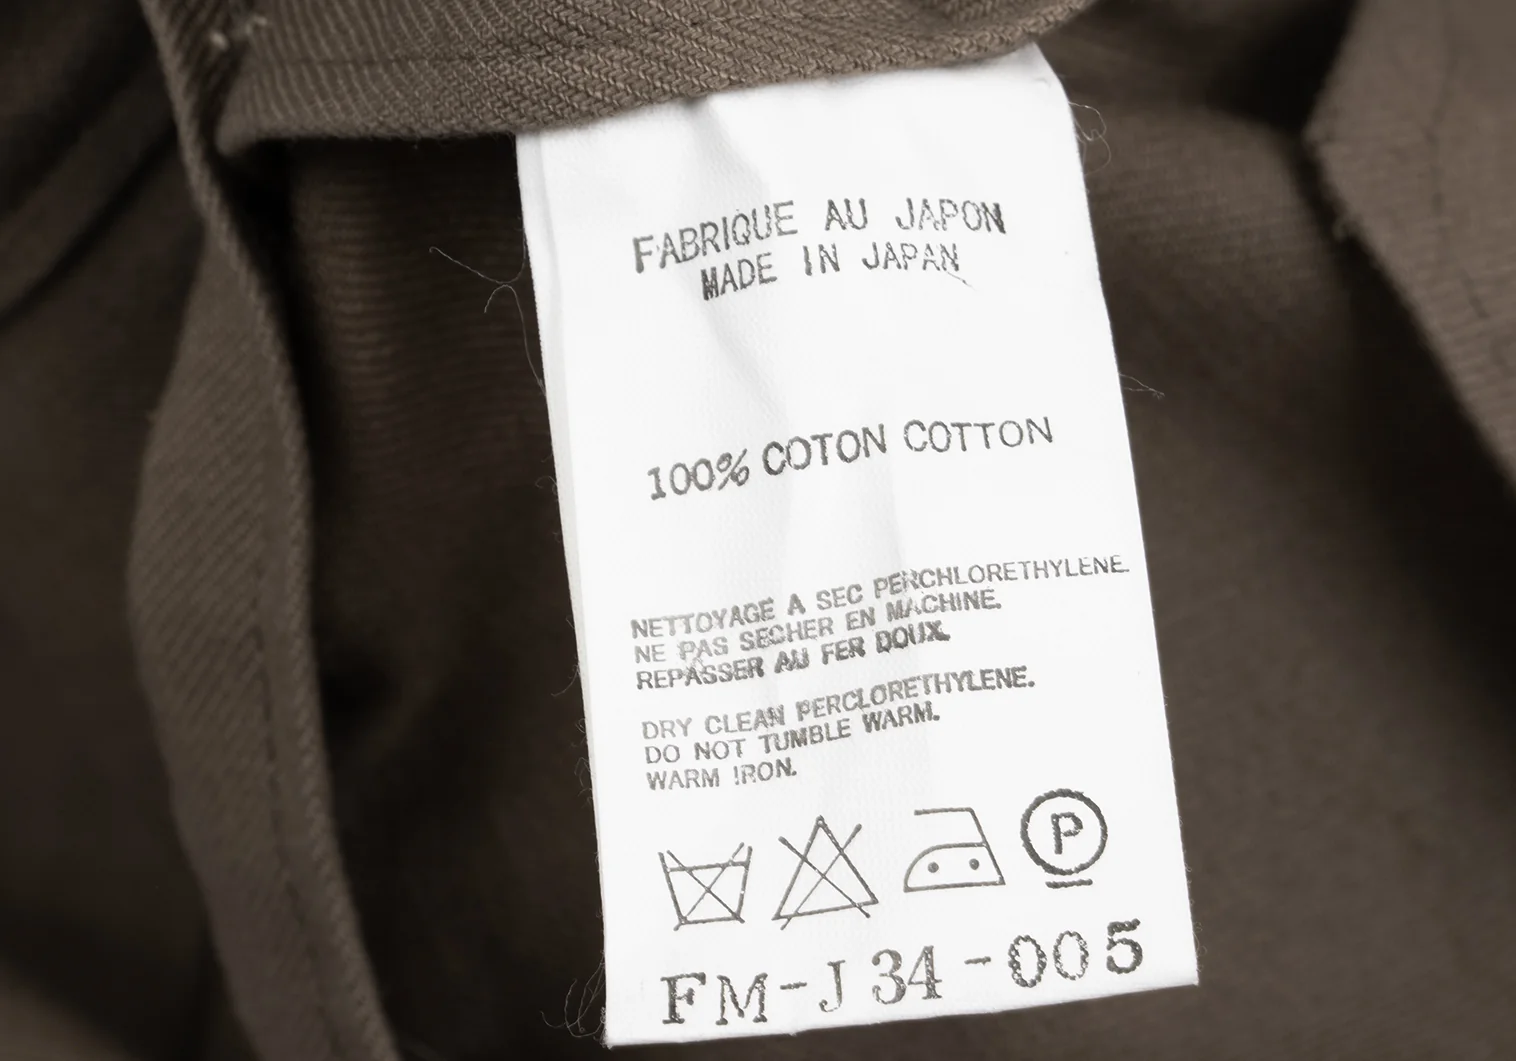 FABRIQUE AU JAPON
MADE IN JAPAN
100% COTON COTTON
NETTOYAGE A SEC PERCHLORETHYLENE.
NE PAS SECHER EN MACHINE.
REPASSER AU FER DOUX.
DRY CLEAN PERCLORETHYLENE.
DO NOT TUMBLE WARM.
WARM IRON.
P
FM-J34-005